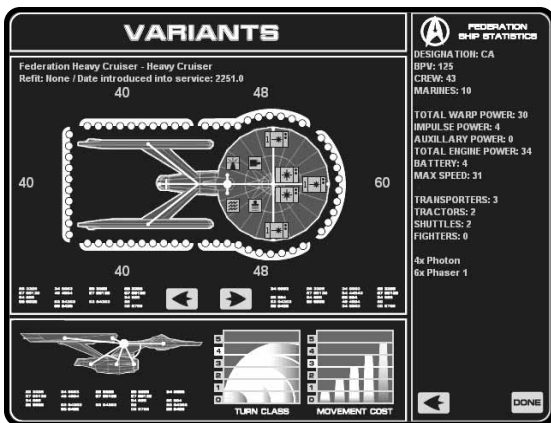 VARIANTS
FEDERATION
SHIP STATISTICS
Federation Heavy Cruiser - Heavy Cruiser
Refit: None / Date introduced into service: 2251.0
40
48
40
60
40
48
DESIGNATION: CA
BPV: 125
CREW: 43
MARINES: 10
TOTAL WARP POWER: 30
IMPULSE POWER: 4
AUXILLARY POWER: 0
TOTAL ENGINE POWER: 34
BATTERY: 4
MAX SPEED: 31
TRANSPORTERS: 3
TRACTORS: 2
SHUTTLES: 2
FIGHTERS: 0
4x Photon
6x Phaser 1
5
4
3
2
1
0
TURN CLASS
5
4
3
2
1
0
MOVEMENT COST
DONE